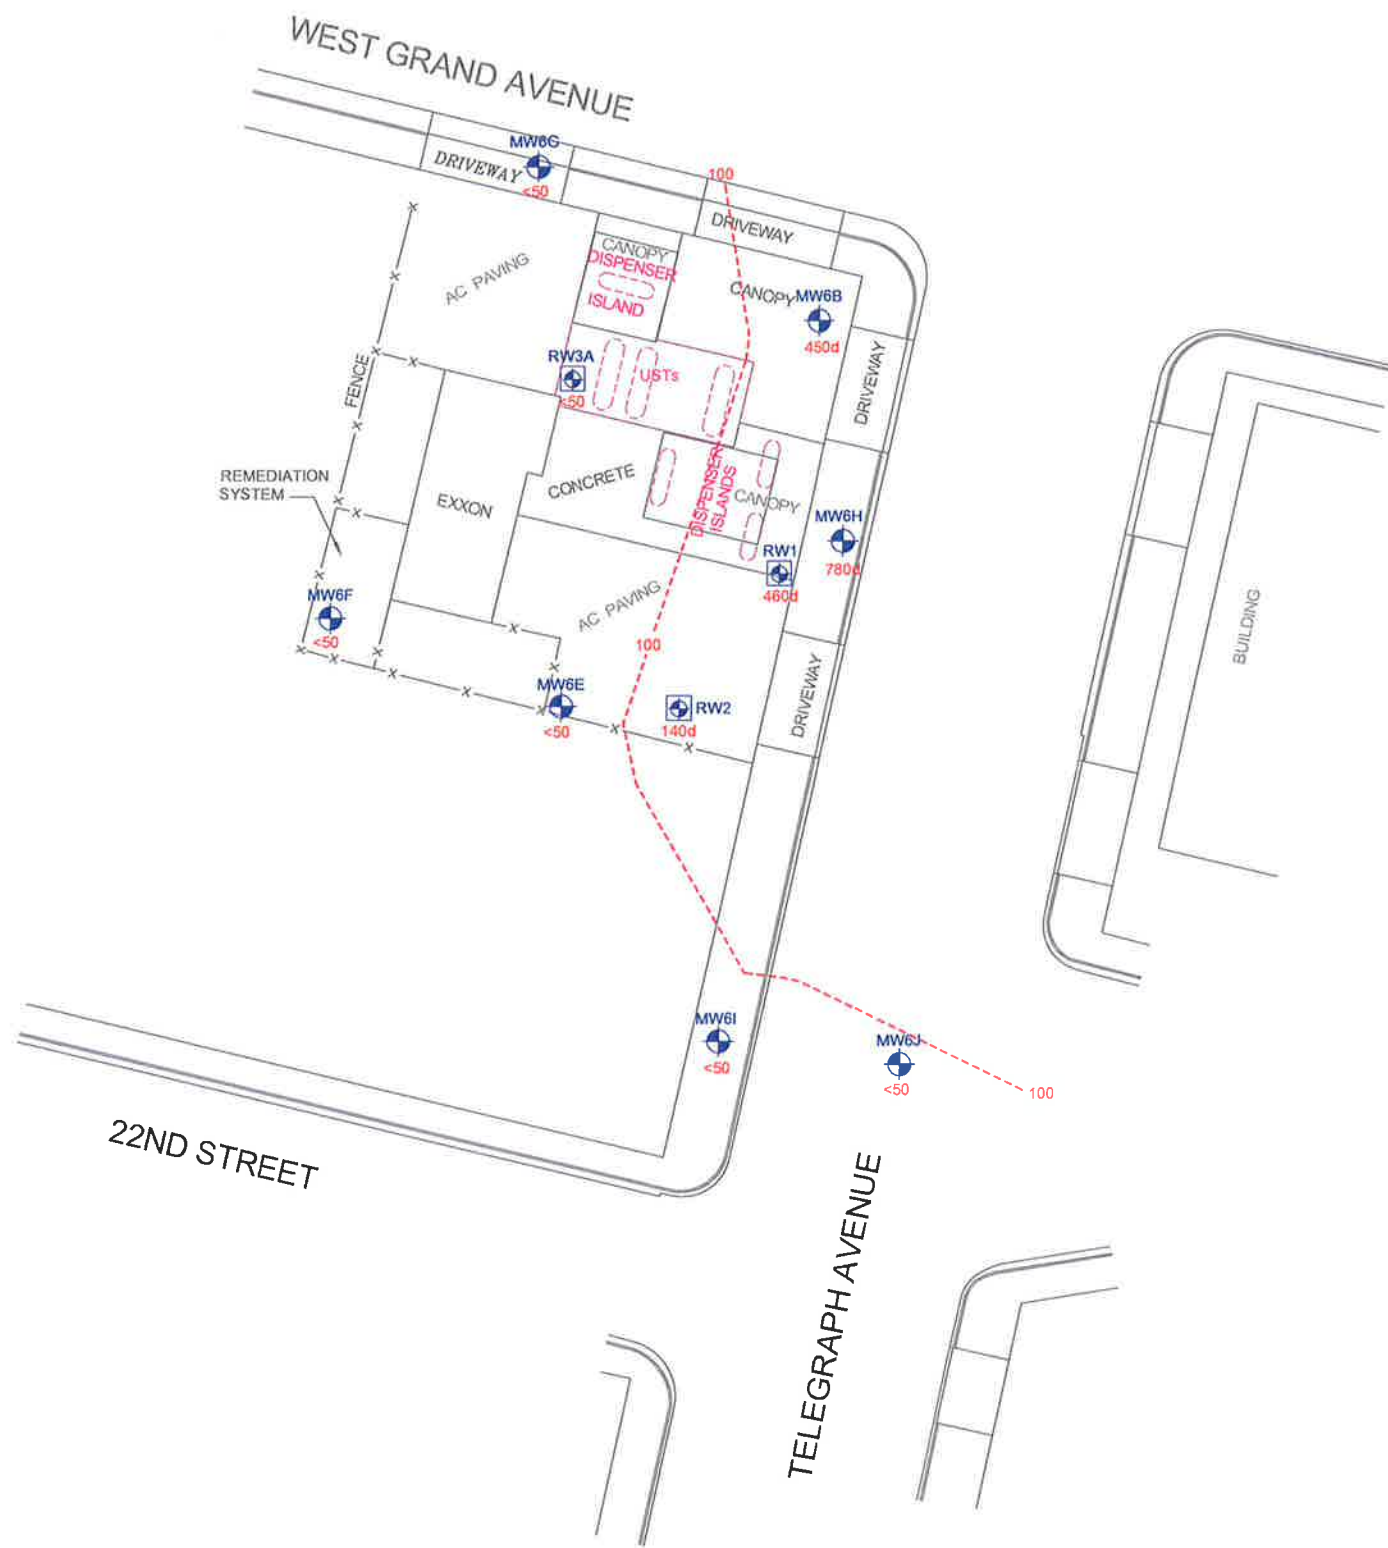 WEST GRAND AVENUE
MW6G
DRIVEWAY
<50
100
DRIVEWAY
CANOPY
DISPENSER
ISLAND
AC PAVING
CANOPY
MW6B
450d
DRIVEWAY
FENCE
RW3A
<50
USTs
REMEDIATION
SYSTEM
EXXON
CONCRETE
DISPENSER
ISLANDS
CANOPY
MW6H
780d
RW1
460d
MW6F
<50
AC PAVING
100
BUILDING
DRIVEWAY
MW6E
<50
RW2
140d
MW6I
<50
MW6J
<50
100
22ND STREET
TELEGRAPH AVENUE